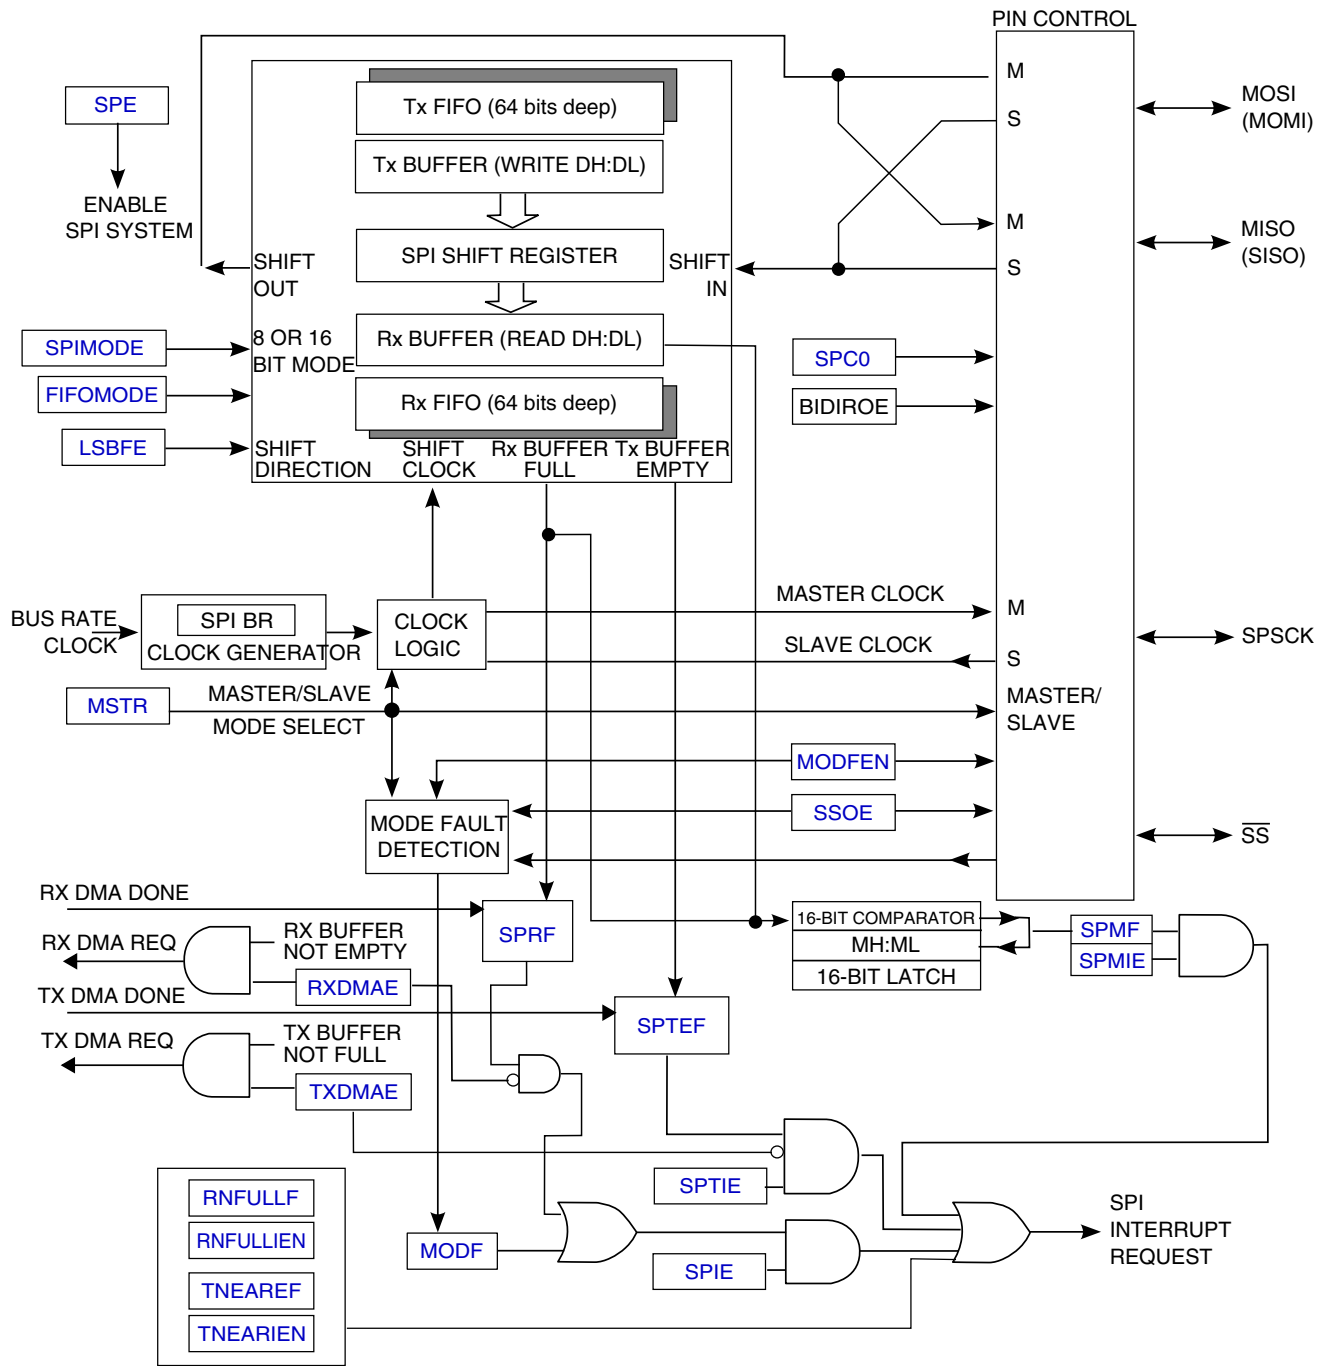 PIN CONTROL
SPE
ENABLE
SPI SYSTEM
Tx FIFO (64 bits deep)
Tx BUFFER (WRITE DH:DL)
SPI SHIFT REGISTER
Rx BUFFER (READ DH:DL)
Rx FIFO (64 bits deep)
SHIFT
OUT
SHIFT
IN
8 OR 16
BIT MODE
SHIFT
DIRECTION
SHIFT
CLOCK
Rx BUFFER
FULL
Tx BUFFER
EMPTY
SPIMODE
FIFOMODE
LSBFE
M
S
M
S
MOSI
(MOMI)
MISO
(SISO)
SPC0
BIDIROE
BUS RATE
CLOCK
SPI BR
CLOCK GENERATOR
CLOCK
LOGIC
MASTER CLOCK
M
SLAVE CLOCK
S
SPSCK
MSTR
MASTER/SLAVE
MODE SELECT
MASTER/
SLAVE
MODFEN
SSOE
MODE FAULT
DETECTION
SS
RX DMA DONE
RX DMA REQ
RX BUFFER
NOT EMPTY
RXDMAE
SPRF
16-BIT COMPARATOR
MH:ML
16-BIT LATCH
SPMF
SPMIE
TX DMA DONE
TX DMA REQ
TX BUFFER
NOT FULL
TXDMAE
SPTEF
SPTIE
RNFULLF
RNFULLIEN
TNEAREF
TNEARIEN
MODF
SPIE
SPI
INTERRUPT
REQUEST